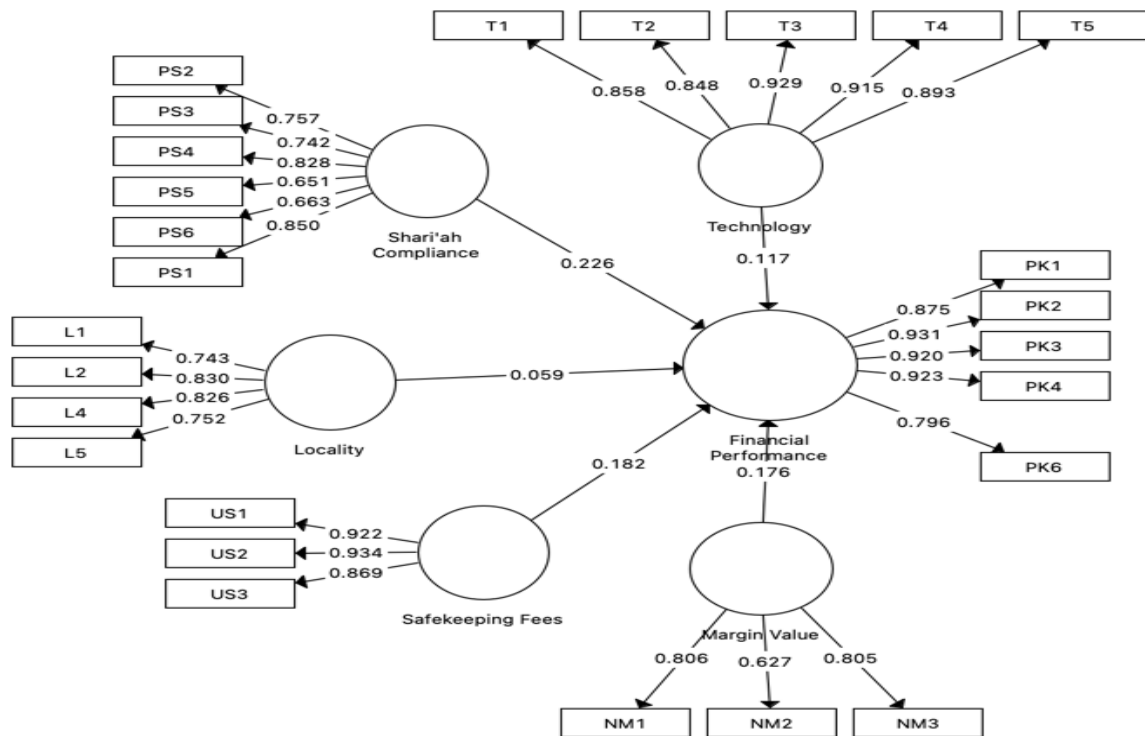 T1
T2
T3
T4
T5
0.858
0.848
0.929
0.915
0.893
Technology
0.117
PS2
PS3
PS4
PS5
PS6
PS1
0.757
0.742
0.828
0.651
0.663
0.850
Shari'ah
Compliance
0.226
L1
L2
L4
L5
0.743
0.830
0.826
0.752
Locality
0.059
PK1
PK2
PK3
PK4
PK6
0.875
0.931
0.920
0.923
0.796
Financial
Performance
US1
US2
US3
0.922
0.934
0.869
Safekeeping Fees
0.182
0.176
Margin Value
0.806
0.627
0.805
NM1
NM2
NM3